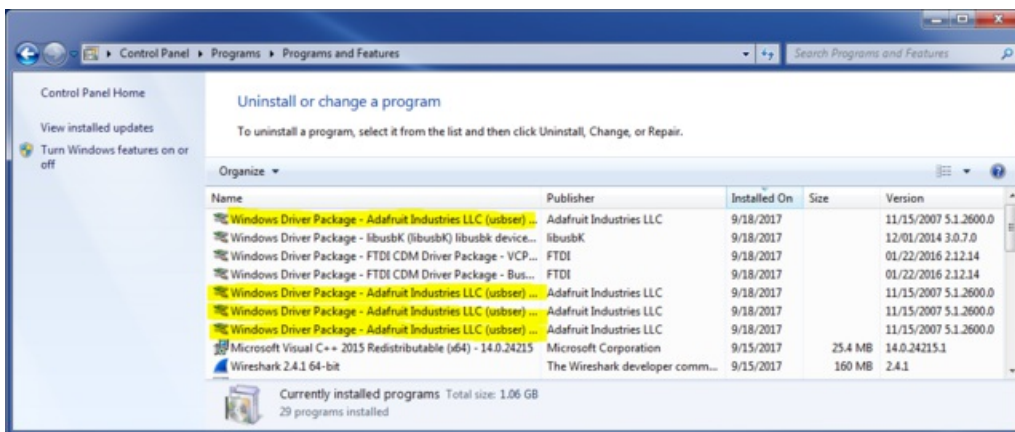 Control Panel ▸ Programs ▸ Programs and Features
Search Programs and Features
Control Panel Home
View installed updates
Turn Windows features on or off
Uninstall or change a program
To uninstall a program, select it from the list and then click Uninstall, Change, or Repair.
Organize
Name Publisher Installed On Size Version
Windows Driver Package - Adafruit Industries LLC (usbser) ... Adafruit Industries LLC 9/18/2017 11/15/2007 5.1.2600.0
Windows Driver Package - libusbK (libusbK) libusbk device... libusbK 9/18/2017 12/01/2014 3.0.7.0
Windows Driver Package - FTDI CDM Driver Package - VCP... FTDI 9/18/2017 01/22/2016 2.12.14
Windows Driver Package - FTDI CDM Driver Package - Bus... FTDI 9/18/2017 01/22/2016 2.12.14
Windows Driver Package - Adafruit Industries LLC (usbser) ... Adafruit Industries LLC 9/18/2017 11/15/2007 5.1.2600.0
Windows Driver Package - Adafruit Industries LLC (usbser) ... Adafruit Industries LLC 9/18/2017 11/15/2007 5.1.2600.0
Windows Driver Package - Adafruit Industries LLC (usbser) ... Adafruit Industries LLC 9/18/2017 11/15/2007 5.1.2600.0
Microsoft Visual C++ 2015 Redistributable (x64) - 14.0.24215 Microsoft Corporation 9/15/2017 25.4 MB 14.0.24215.1
Wireshark 2.4.1 64-bit The Wireshark developer comm... 9/15/2017 160 MB 2.4.1
Currently installed programs Total size: 1.06 GB
29 programs installed